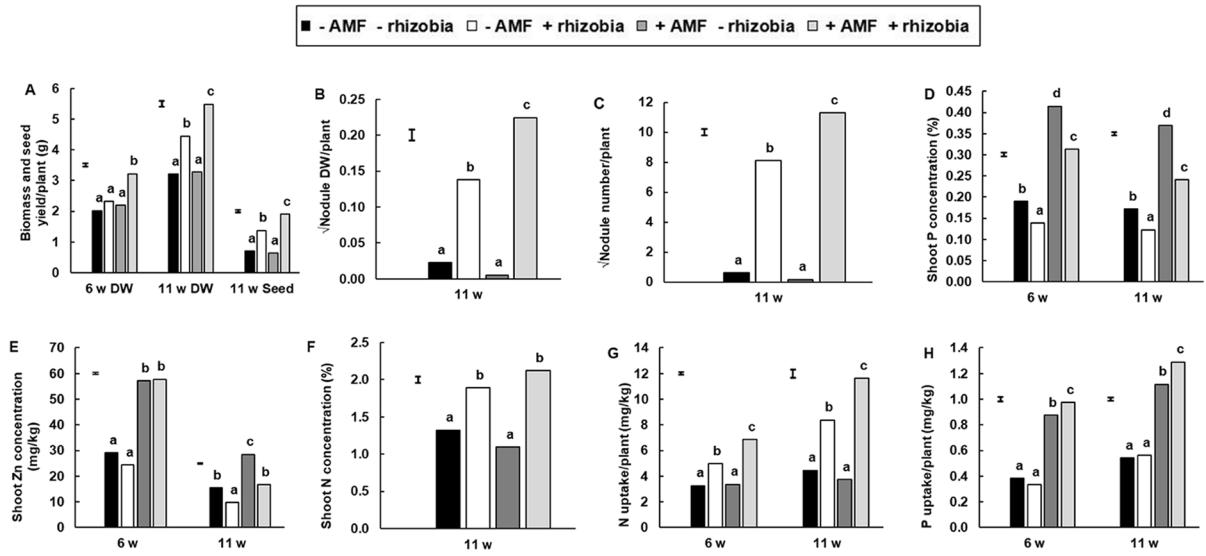 - AMF - rhizobia - AMF + rhizobia + AMF - rhizobia + AMF + rhizobia
A
Biomass and seed
yield/plant (g)
6
5
4
3
2
1
0
a a a b
a b a c
a b a c
6 w DW 11 w DW 11 w Seed
B
√Nodule DW/plant
0.25
0.20
0.15
0.10
0.05
0.00
a b a c
11 w
C
√Nodule number/plant
12
10
8
6
4
2
0
a b a c
11 w
D
Shoot P concentration (%)
0.45
0.40
0.35
0.30
0.25
0.20
0.15
0.10
0.05
0.00
b a d c
b a d c
6 w 11 w
E
Shoot Zn concentration
(mg/kg)
70
60
50
40
30
20
10
0
a a b b
b a c b
6 w 11 w
F
Shoot N concentration (%)
2.5
2.0
1.5
1.0
0.5
0.0
a b a b
11 w
G
N uptake/plant (mg/kg)
14
12
10
8
6
4
2
0
a b a c
a b a c
6 w 11 w
H
P uptake/plant (mg/kg)
1.4
1.2
1.0
0.8
0.6
0.4
0.2
0.0
a a b c
a a b c
6 w 11 w